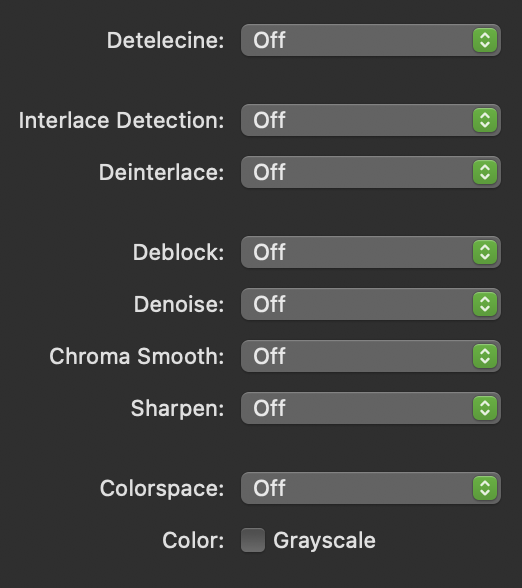 Detelecine: Off
Interlace Detection: Off
Deinterlace: Off
Deblock: Off
Denoise: Off
Chroma Smooth: Off
Sharpen: Off
Colorspace: Off
Color: Grayscale